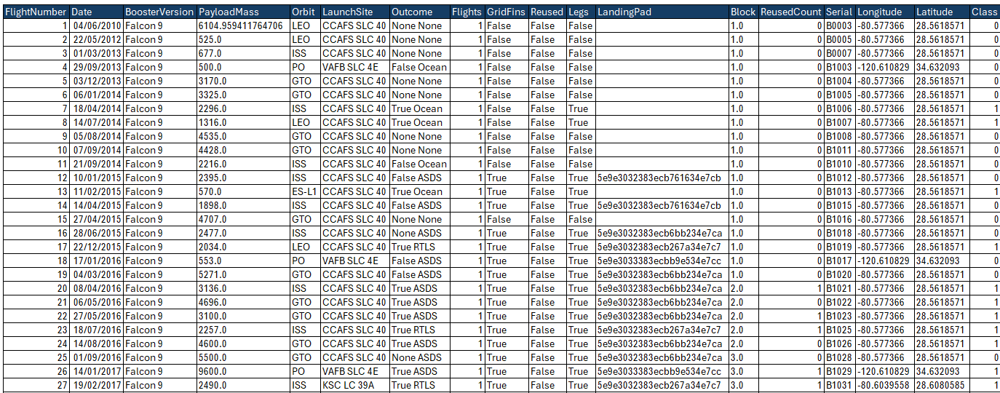 FlightNumber Date BoosterVersion PayloadMass Orbit LaunchSite Outcome Flights GridFins Reused Legs LandingPad Block ReusedCount Serial Longitude Latitude Class
1 04/06/2010 Falcon 9 6104.959411764706 LEO CCAFS SLC 40 None None 1 False False False 1.0 0 B0003 -80.577366 28.5618571 0
2 22/05/2012 Falcon 9 525.0 LEO CCAFS SLC 40 None None 1 False False False 1.0 0 B0005 -80.577366 28.5618571 0
3 01/03/2013 Falcon 9 677.0 ISS CCAFS SLC 40 None None 1 False False False 1.0 0 B0007 -80.577366 28.5618571 0
4 29/09/2013 Falcon 9 500.0 PO VAFB SLC 4E False Ocean 1 False False False 1.0 0 B1003 -120.610829 34.632093 0
5 03/12/2013 Falcon 9 3170.0 GTO CCAFS SLC 40 None None 1 False False False 1.0 0 B1004 -80.577366 28.5618571 0
6 06/01/2014 Falcon 9 3325.0 GTO CCAFS SLC 40 None None 1 False False False 1.0 0 B1005 -80.577366 28.5618571 0
7 18/04/2014 Falcon 9 2296.0 ISS CCAFS SLC 40 True Ocean 1 False False True 1.0 0 B1006 -80.577366 28.5618571 1
8 14/07/2014 Falcon 9 1316.0 LEO CCAFS SLC 40 True Ocean 1 False False True 1.0 0 B1007 -80.577366 28.5618571 1
9 05/08/2014 Falcon 9 4535.0 GTO CCAFS SLC 40 None None 1 False False False 1.0 0 B1008 -80.577366 28.5618571 0
10 07/09/2014 Falcon 9 4428.0 GTO CCAFS SLC 40 None None 1 False False False 1.0 0 B1011 -80.577366 28.5618571 0
11 21/09/2014 Falcon 9 2216.0 ISS CCAFS SLC 40 False Ocean 1 False False False 1.0 0 B1010 -80.577366 28.5618571 0
12 10/01/2015 Falcon 9 2395.0 ISS CCAFS SLC 40 False ASDS 1 True False True 5e9e3032383ecb761634e7cb 1.0 0 B1012 -80.577366 28.5618571 0
13 11/02/2015 Falcon 9 570.0 ES-L1 CCAFS SLC 40 True Ocean 1 True False True 1.0 0 B1013 -80.577366 28.5618571 1
14 14/04/2015 Falcon 9 1898.0 ISS CCAFS SLC 40 False ASDS 1 True False True 5e9e3032383ecb761634e7cb 1.0 0 B1015 -80.577366 28.5618571 0
15 27/04/2015 Falcon 9 4707.0 GTO CCAFS SLC 40 None None 1 False False False 1.0 0 B1016 -80.577366 28.5618571 0
16 28/06/2015 Falcon 9 2477.0 ISS CCAFS SLC 40 None ASDS 1 True False True 5e9e3032383ecb6bb234e7ca 1.0 0 B1018 -80.577366 28.5618571 0
17 22/12/2015 Falcon 9 2034.0 LEO CCAFS SLC 40 True RTLS 1 True False True 5e9e3032383ecb267a34e7c7 1.0 0 B1019 -80.577366 28.5618571 1
18 17/01/2016 Falcon 9 553.0 PO VAFB SLC 4E False ASDS 1 True False True 5e9e3033383ecbb9e534e7cc 1.0 0 B1017 -120.610829 34.632093 0
19 04/03/2016 Falcon 9 5271.0 GTO CCAFS SLC 40 False ASDS 1 True False True 5e9e3032383ecb6bb234e7ca 1.0 0 B1020 -80.577366 28.5618571 0
20 08/04/2016 Falcon 9 3136.0 ISS CCAFS SLC 40 True ASDS 1 True False True 5e9e3032383ecb6bb234e7ca 2.0 1 B1021 -80.577366 28.5618571 1
21 06/05/2016 Falcon 9 4696.0 GTO CCAFS SLC 40 True ASDS 1 True False True 5e9e3032383ecb6bb234e7ca 2.0 0 B1022 -80.577366 28.5618571 1
22 27/05/2016 Falcon 9 3100.0 GTO CCAFS SLC 40 True ASDS 1 True False True 5e9e3032383ecb6bb234e7ca 2.0 1 B1023 -80.577366 28.5618571 1
23 18/07/2016 Falcon 9 2257.0 ISS CCAFS SLC 40 True RTLS 1 True False True 5e9e3032383ecb267a34e7c7 2.0 1 B1025 -80.577366 28.5618571 1
24 14/08/2016 Falcon 9 4600.0 GTO CCAFS SLC 40 True ASDS 1 True False True 5e9e3032383ecb6bb234e7ca 2.0 0 B1026 -80.577366 28.5618571 1
25 01/09/2016 Falcon 9 5500.0 GTO CCAFS SLC 40 None ASDS 1 True False True 5e9e3032383ecb6bb234e7ca 3.0 0 B1028 -80.577366 28.5618571 0
26 14/01/2017 Falcon 9 9600.0 PO VAFB SLC 4E True ASDS 1 True False True 5e9e3033383ecbb9e534e7cc 3.0 1 B1029 -120.610829 34.632093 1
27 19/02/2017 Falcon 9 2490.0 ISS KSC LC 39A True RTLS 1 True False True 5e9e3032383ecb267a34e7c7 3.0 1 B1031 -80.6039558 28.6080585 1